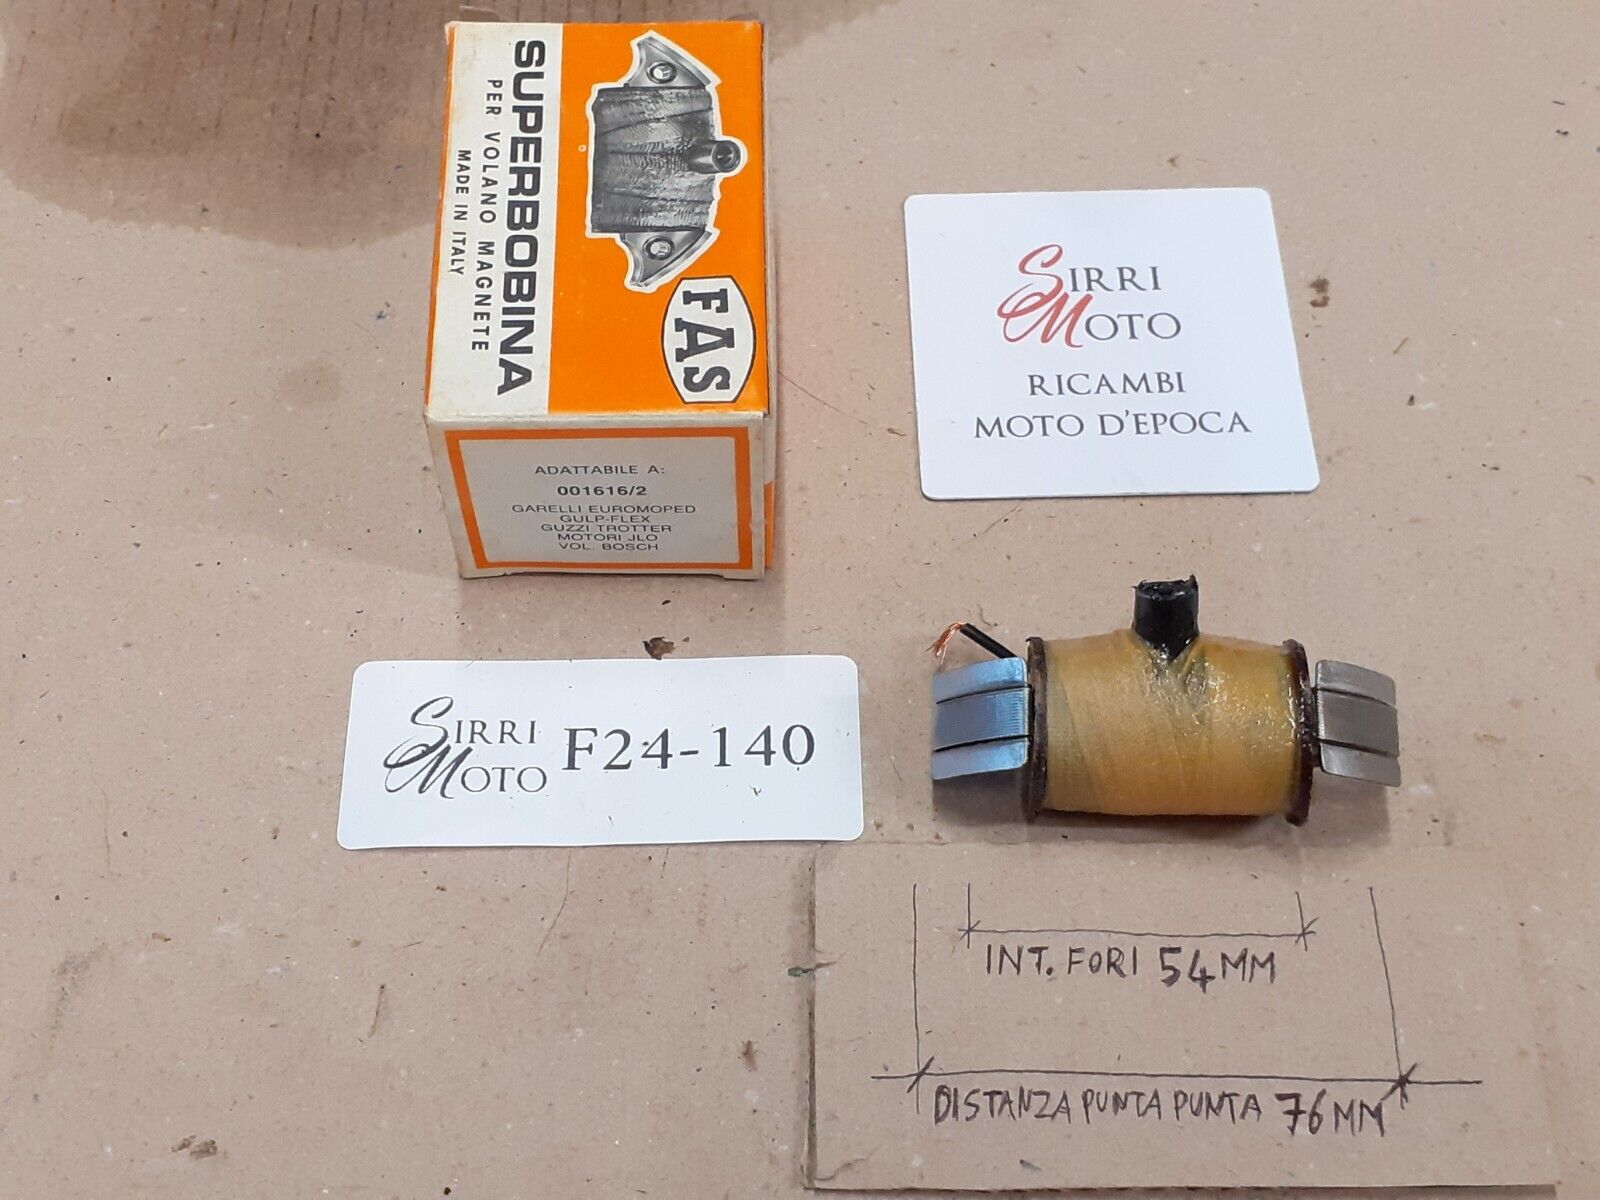 SUPERBOBINA
PER VOLANO MAGNETE
MADE IN ITALY
FAS
ADATTABILE A:
001616/2
GARELLI EUROMOPED
GULP-FLEX
GUZZI TROTTER
MOTORI JLO
VOL. BOSCH
SIRRI
MOTO
RICAMBI
MOTO D'EPOCA
SIRRI
MOTO
F24-140
INT. FORI 54MM
DISTANZA PUNTA PUNTA 76MM